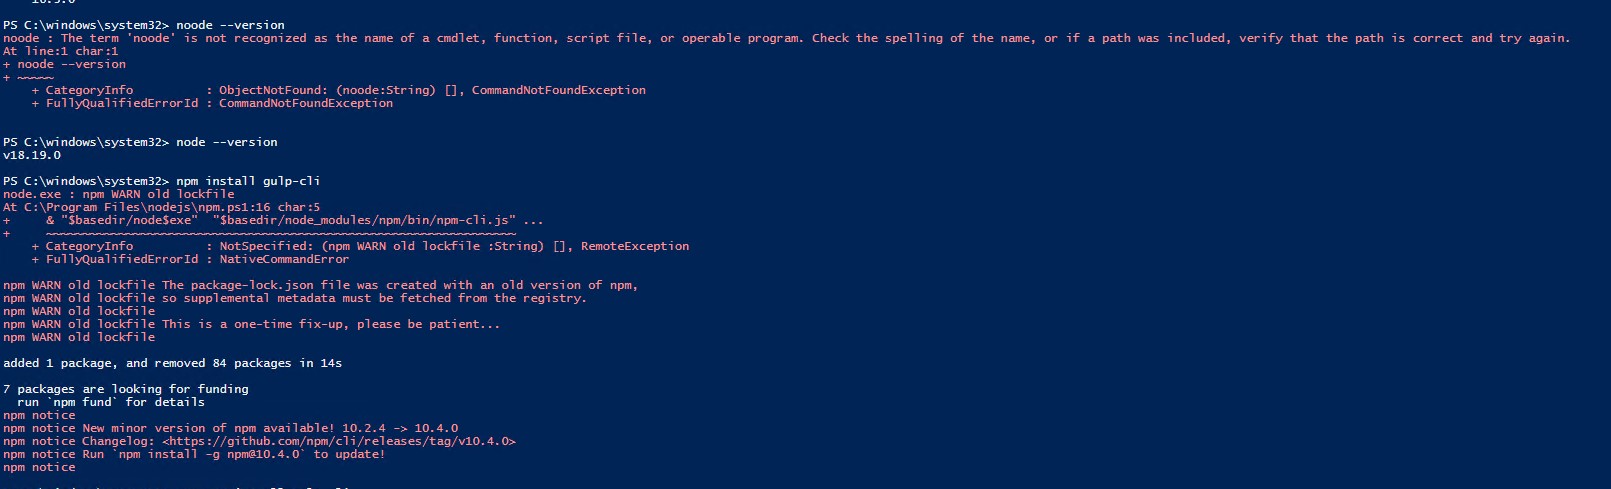 PS C:\windows\system32> noode --version
noode : The term 'noode' is not recognized as the name of a cmdlet, function, script file, or operable program. Check the spelling of the name, or if a path was included, verify that the path is correct and try again.
At line:1 char:1
+ noode --version
+ ~~~~~
    + CategoryInfo          : ObjectNotFound: (noode:String) [], CommandNotFoundException
    + FullyQualifiedErrorId : CommandNotFoundException
PS C:\windows\system32> node --version
v18.19.0
PS C:\windows\system32> npm install gulp-cli
node.exe : npm WARN old lockfile
At C:\Program Files\nodejs\npm.ps1:16 char:5
+     & "$basedir/node$exe"  "$basedir/node_modules/npm/bin/npm-cli.js" ...
+     ~~~~~~~~~~~~~~~~~~~~~~~~~~~~~~~~~~~~~~~~~~~~~~~~~~~~~~~~~~~~~~~~~
    + CategoryInfo          : NotSpecified: (npm WARN old lockfile :String) [], RemoteException
    + FullyQualifiedErrorId : NativeCommandError
npm WARN old lockfile The package-lock.json file was created with an old version of npm,
npm WARN old lockfile so supplemental metadata must be fetched from the registry.
npm WARN old lockfile
npm WARN old lockfile This is a one-time fix-up, please be patient...
npm WARN old lockfile
added 1 package, and removed 84 packages in 14s
7 packages are looking for funding
  run `npm fund` for details
npm notice
npm notice New minor version of npm available! 10.2.4 -> 10.4.0
npm notice Changelog: <https://github.com/npm/cli/releases/tag/v10.4.0>
npm notice Run `npm install -g npm@10.4.0` to update!
npm notice